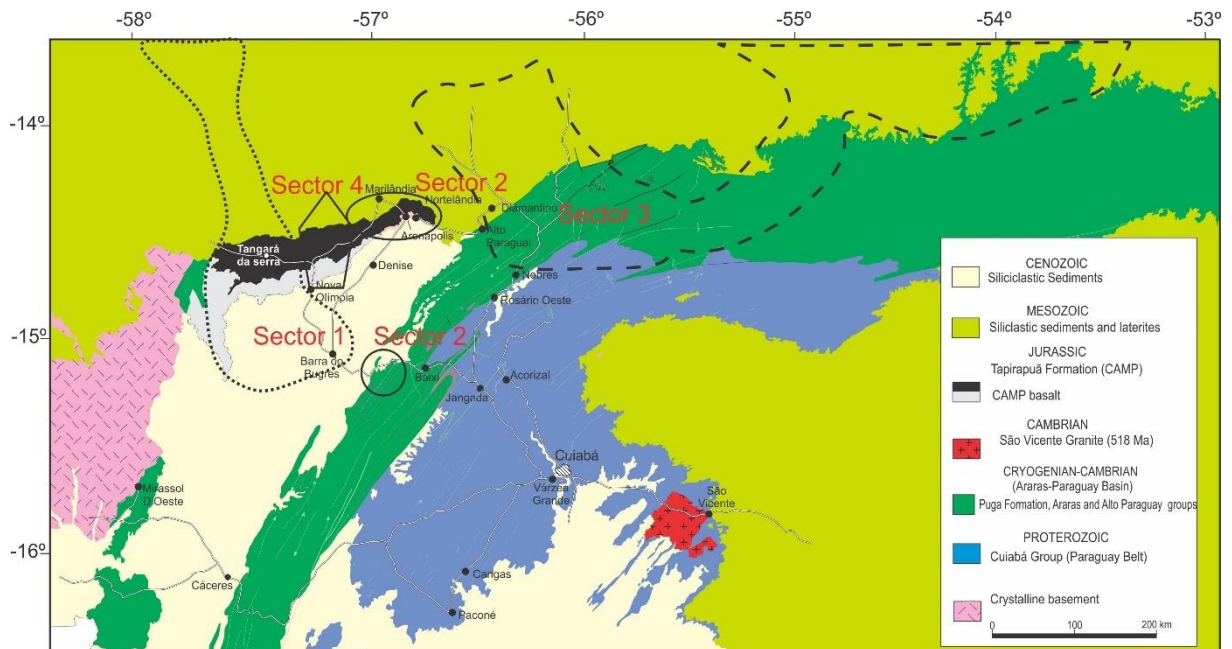 -58º
-57º
-56º
-55º
-54º
-53º
-14º
-15º
-16º
Sector 4
Marilândia
Sector 2
Nortelândia
Diamantino
Sector 3
Arenápolis
Alto
Paraguai
Tangará
da serra
Denise
Nobres
Nova
Olímpia
Rosário Oeste
Sector 1
Sector 2
Barra do
Bugres
Baixi
Acorizal
Jangada
Cuiabá
Várzea
Grande
São
Vicente
Mirassol
D'Oeste
Cáceres
Cangas
Paconé
CENOZOIC
Siliciclastic Sediments
MESOZOIC
Siliclastic sediments and laterites
JURASSIC
Tapirapuã Formation (CAMP)
CAMP basalt
CAMBRIAN
São Vicente Granite (518 Ma)
CRYOGENIAN-CAMBRIAN
(Araras-Paraguay Basin)
Puga Formation, Araras and Alto Paraguay groups
PROTEROZOIC
Cuiabá Group (Paraguay Belt)
Crystalline basement
0 100 200 km